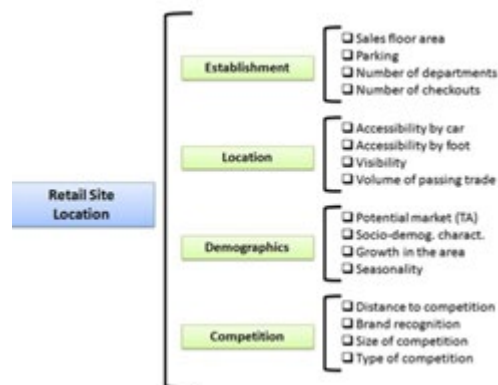 Retail Site
Location
Establishment
Sales floor area
Parking
Number of departments
Number of checkouts
Location
Accessibility by car
Accessibility by foot
Visibility
Volume of passing trade
Demographics
Potential market (TA)
Socio-demog. charact.
Growth in the area
Seasonality
Competition
Distance to competition
Brand recognition
Size of competition
Type of competition